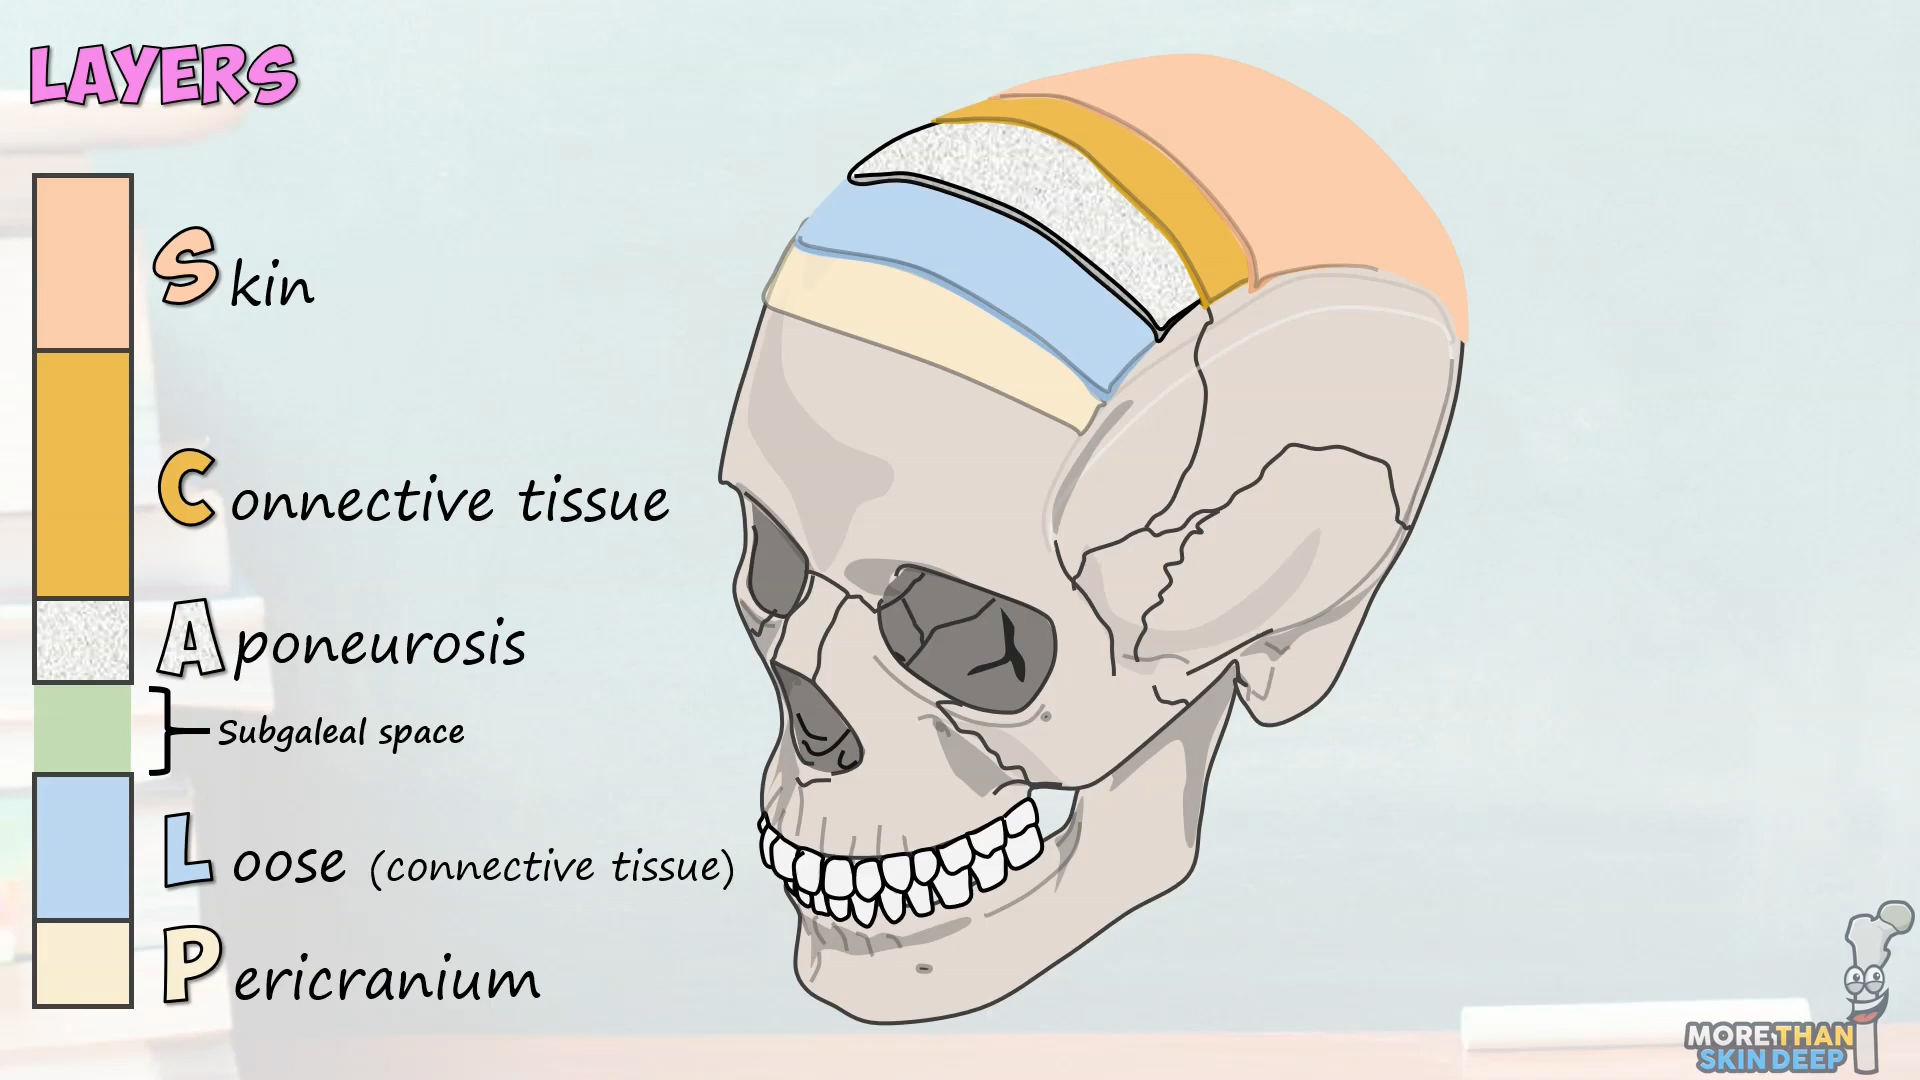 LAYERS
Skin
Connective tissue
Aponeurosis
Subgaleal space
Loose (connective tissue)
Pericranium
MORE THAN
SKIN DEEP